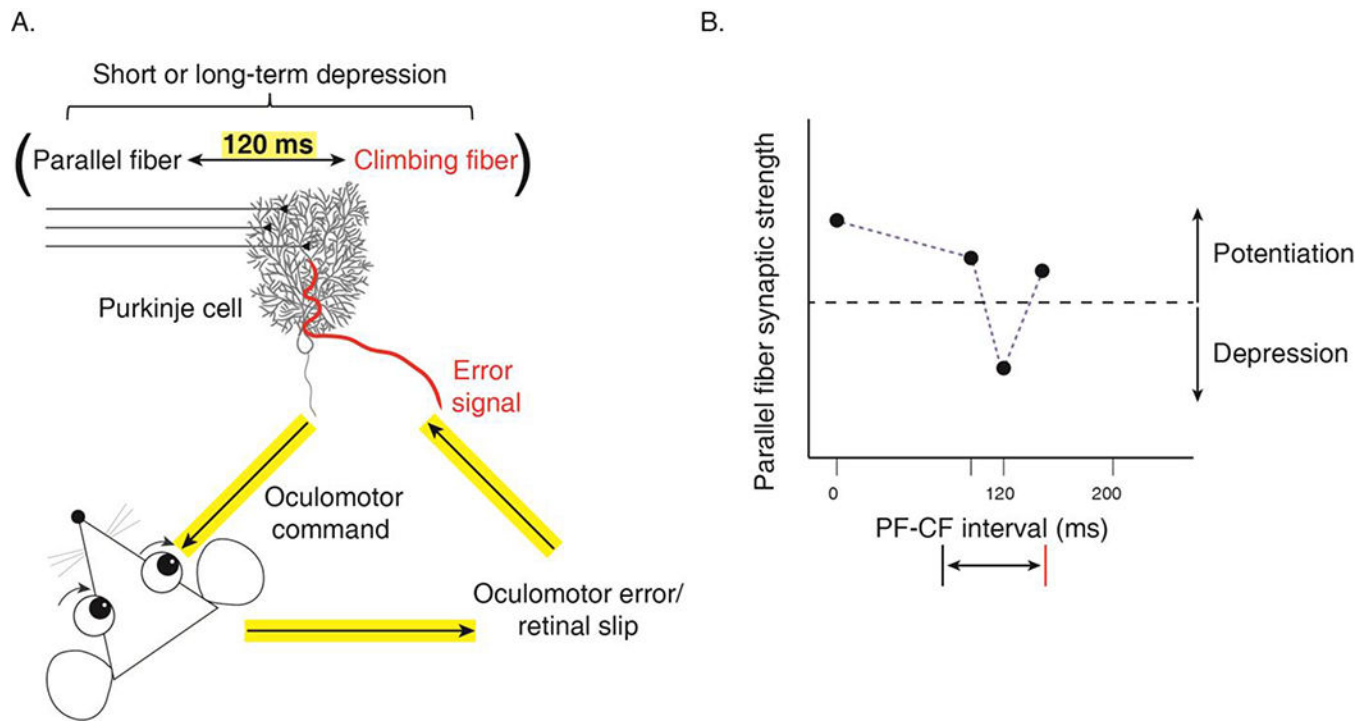 A.
Short or long-term depression
(Parallel fiber 120 ms Climbing fiber)
Purkinje cell
Error
signal
Oculomotor
command
Oculomotor error/
retinal slip
B.
Parallel fiber synaptic strength
Potentiation
Depression
0 120 200
PF-CF interval (ms)